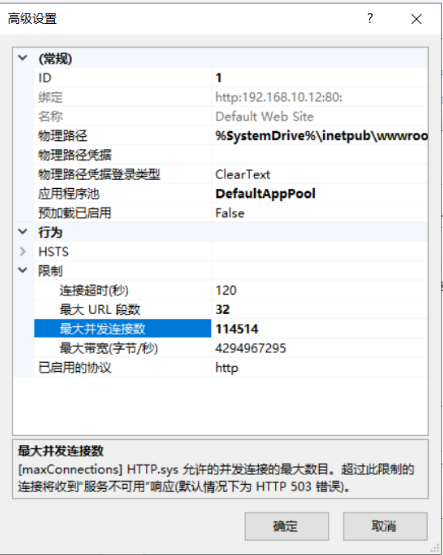 高级设置
?
(常规)
ID 1
绑定 http:192.168.10.12:80:
名称 Default Web Site
物理路径 %SystemDrive%\inetpub\wwwroo
物理路径凭据
物理路径凭据登录类型 ClearText
应用程序池 DefaultAppPool
预加载已启用 False
行为
HSTS
限制
连接超时(秒) 120
最大 URL 段数 32
最大并发连接数 114514
最大带宽(字节/秒) 4294967295
已启用的协议 http
最大并发连接数
[maxConnections] HTTP.sys 允许的并发连接的最大数目。超过此限制的
连接将收到"服务不可用"响应(默认情况下为 HTTP 503 错误)。
确定 取消